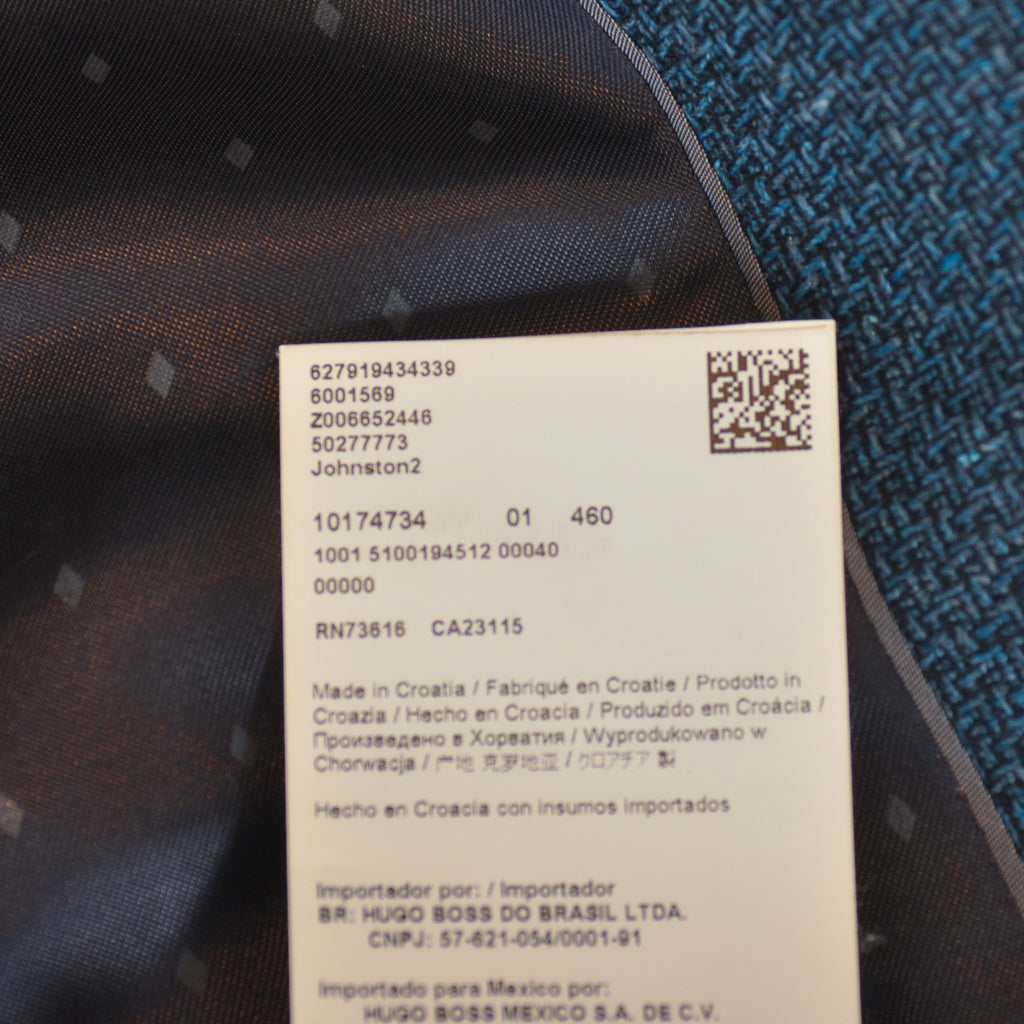 627919434339
6001569
Z006652446
50277773
Johnston2
10174734 01 460
1001 5100194512 00040
00000
RN73616 CA23115
Made in Croatia / Fabriqué en Croatie / Prodotto in
Croazia / Hecho en Croacia / Produzido em Croácia /
Произведено в Хорватия / Wyprodukowano w
Chorwacja / 产地 克罗地亚 / クロアチア 製
Hecho en Croacia con insumos importados
Importador por: / Importador
BR: HUGO BOSS DO BRASIL LTDA.
CNPJ: 57-621-054/0001-91
Importado para Mexico por:
HUGO BOSS MEXICO S.A. DE C.V.